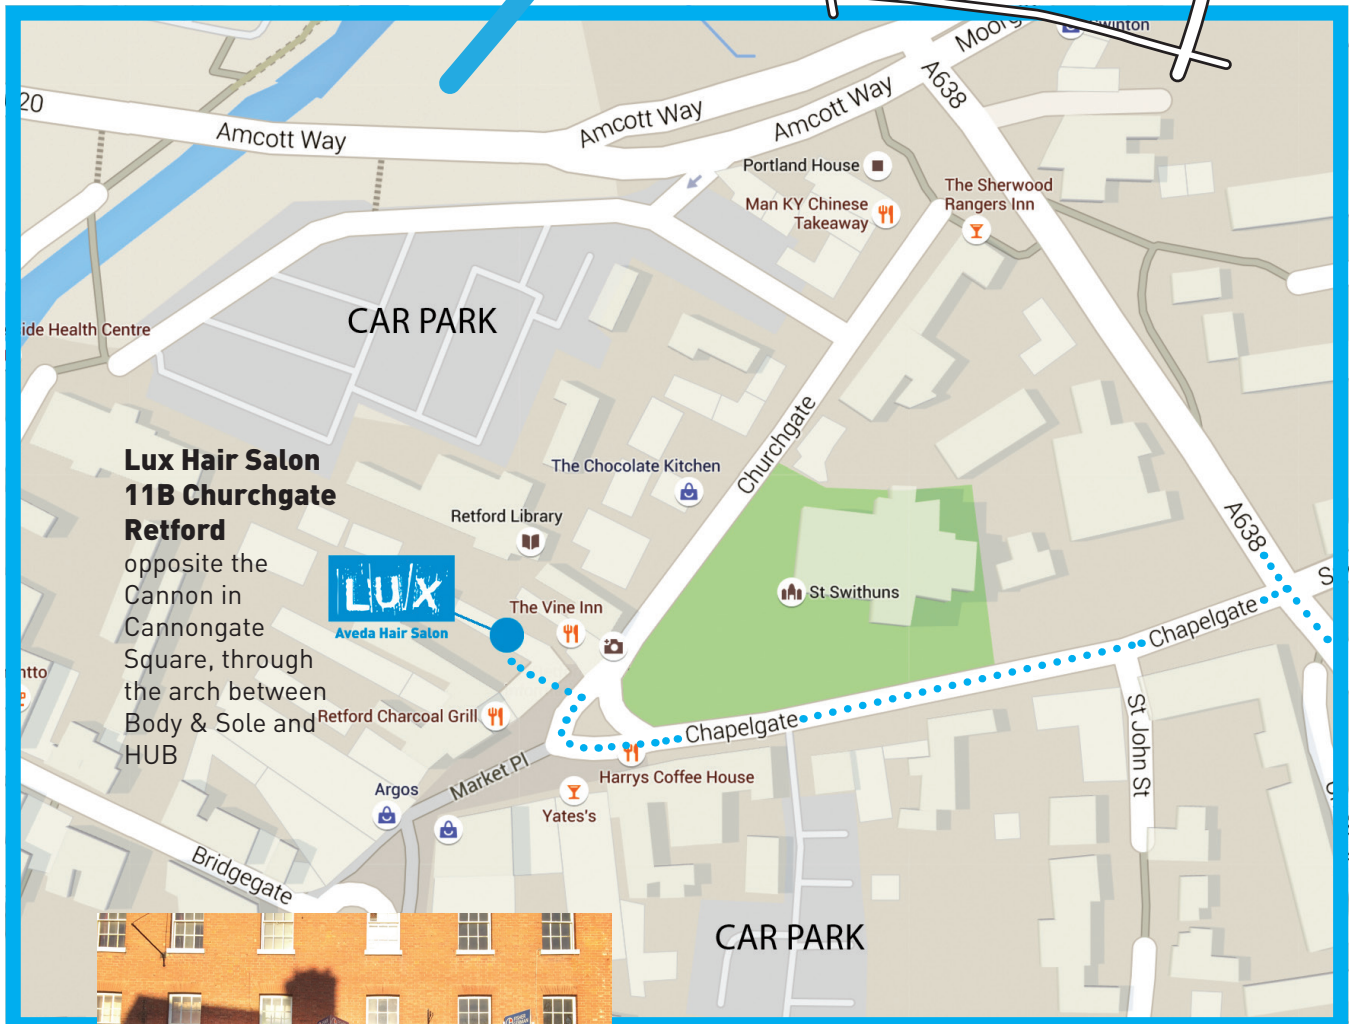 Moorg
winton
20
Amcott Way
Amcott Way
Amcott Way
A638
Portland House
The Sherwood
Rangers Inn
Man KY Chinese
Takeaway
CAR PARK
ide Health Centre
Churchgate
Lux Hair Salon
11B Churchgate
Retford
opposite the
Cannon in
Cannongate
Square, through
the arch between
Body & Sole and
HUB
The Chocolate Kitchen
Retford Library
LUX
Aveda Hair Salon
The Vine Inn
St Swithuns
A638
Chapelgate
Chapelgate
St John St
ntto
Retford Charcoal Grill
Market Pl
Harrys Coffee House
Argos
Yates's
Bridgegate
CAR PARK